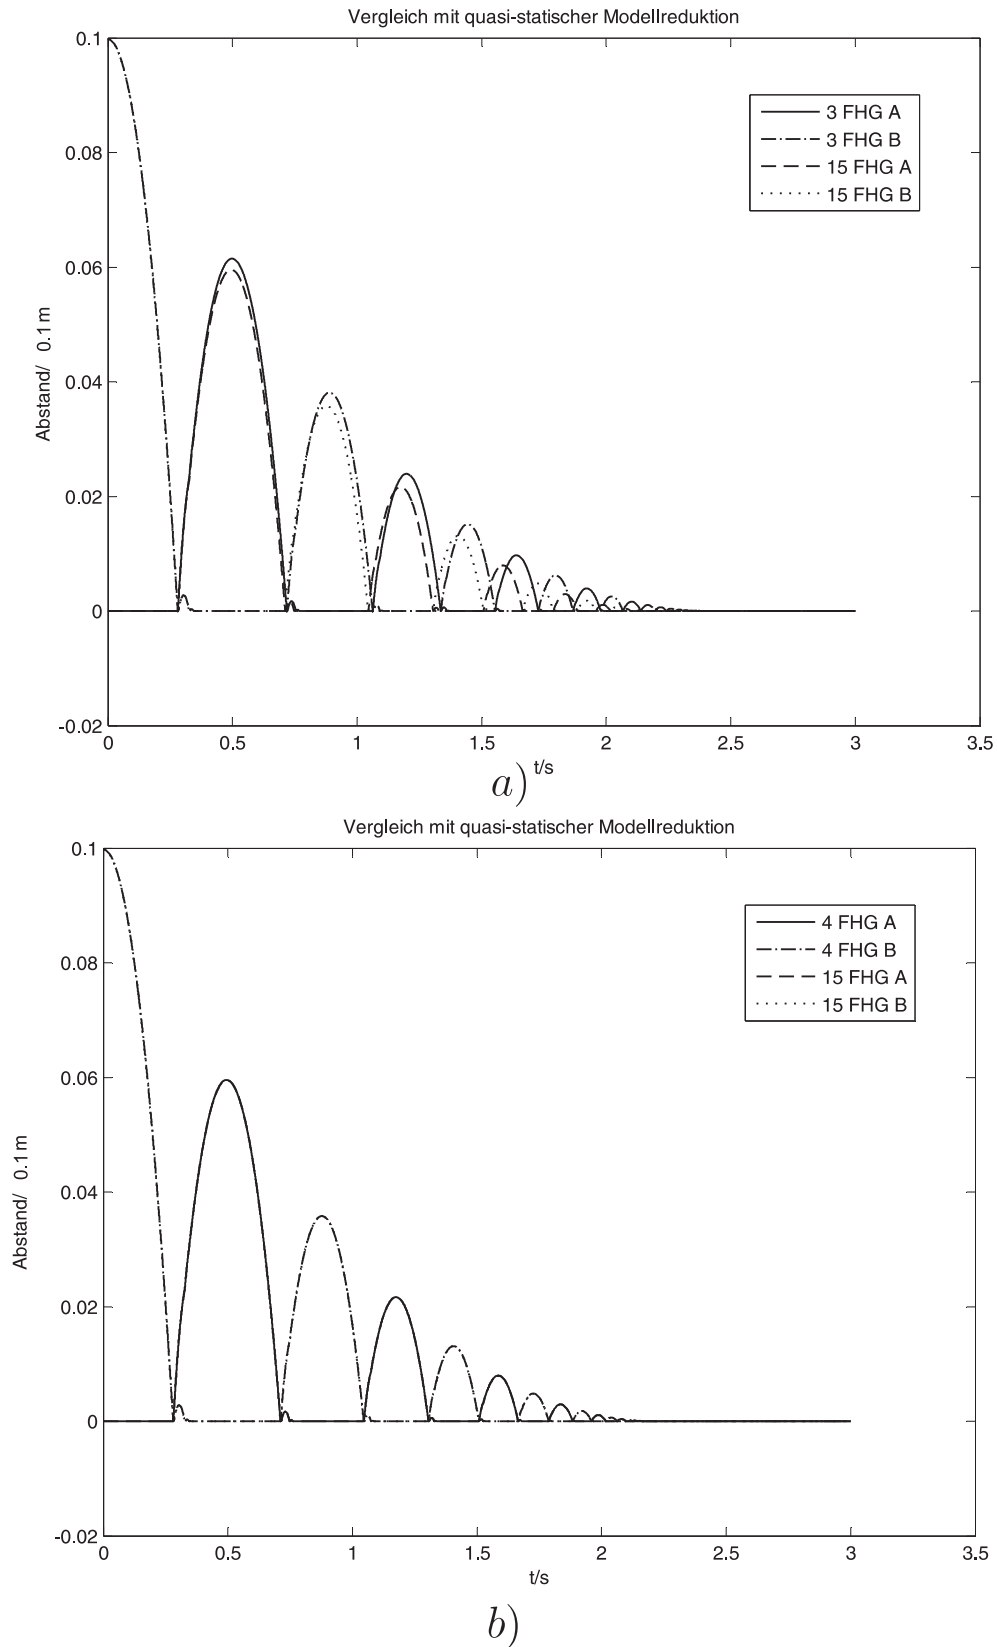 Vergleich mit quasi-statischer Modellreduktion
0.1
0.08
0.06
0.04
0.02
0
-0.02
Abstand/ 0.1 m
3 FHG A
3 FHG B
15 FHG A
15 FHG B
0 0.5 1 1.5 2 2.5 3 3.5
t/s
a)
Vergleich mit quasi-statischer Modellreduktion
0.1
0.08
0.06
0.04
0.02
0
-0.02
Abstand/ 0.1 m
4 FHG A
4 FHG B
15 FHG A
15 FHG B
0 0.5 1 1.5 2 2.5 3 3.5
t/s
b)